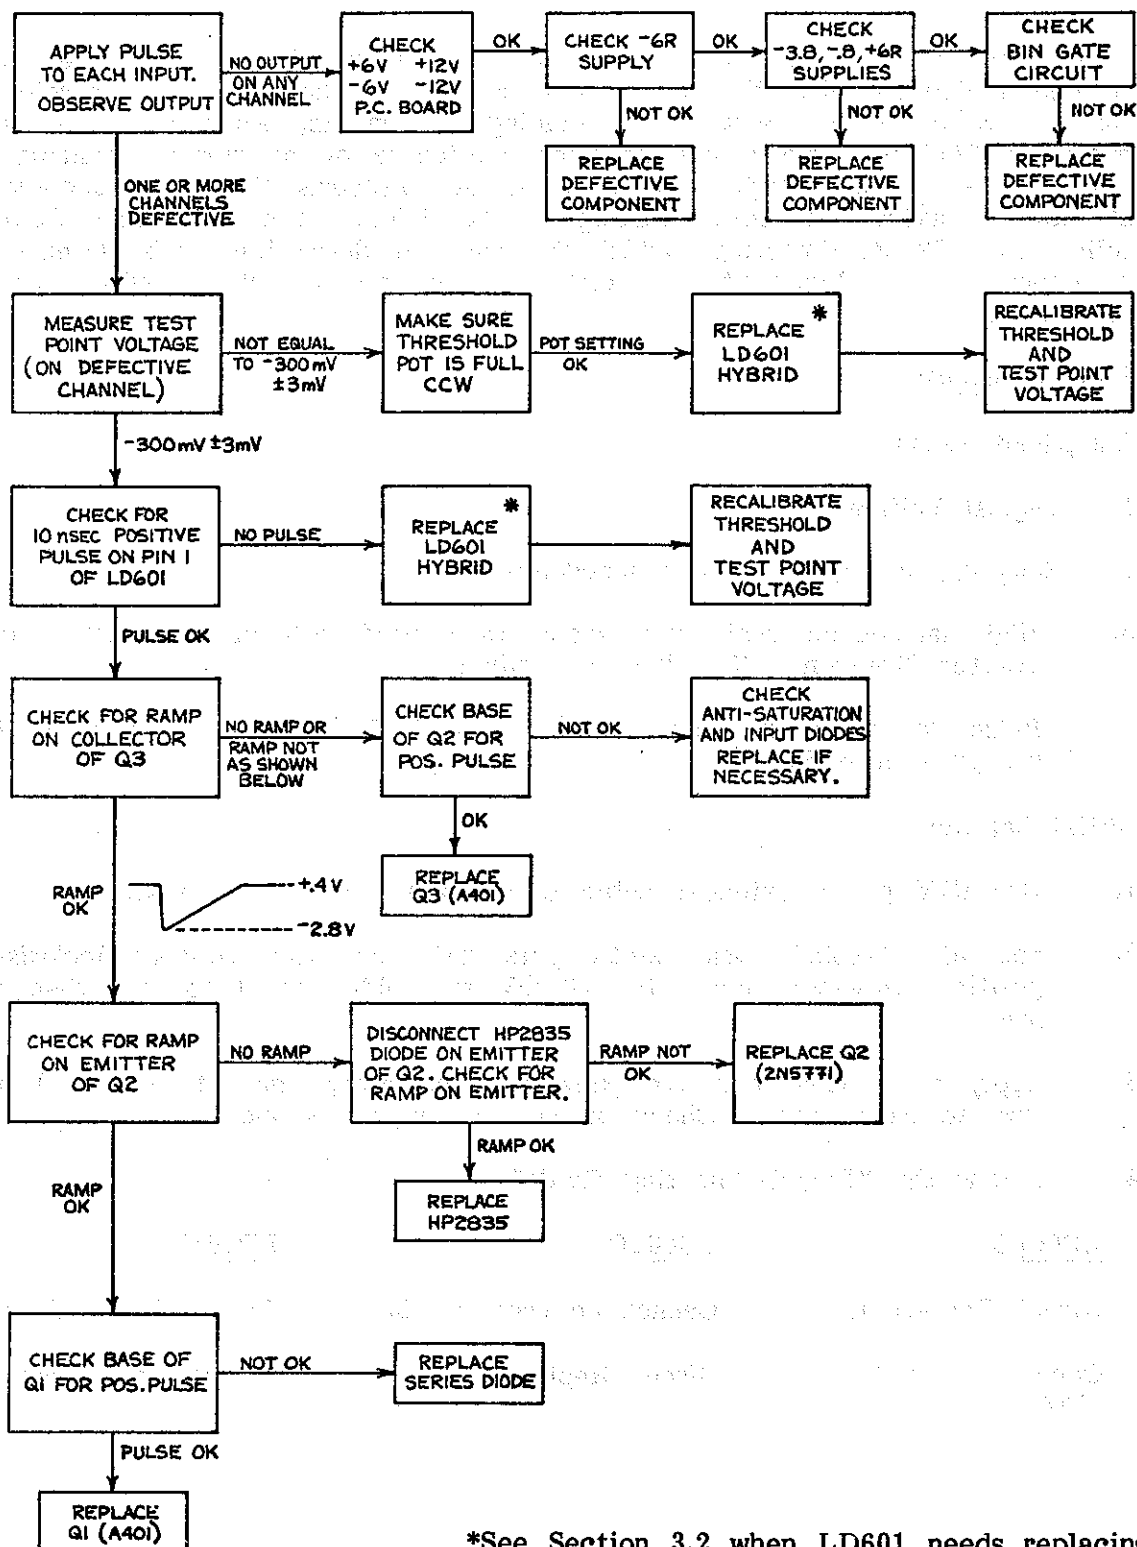 APPLY PULSE
TO EACH INPUT.
OBSERVE OUTPUT
NO OUTPUT
ON ANY
CHANNEL
CHECK
+6V +12V
-6V -12V
P.C. BOARD
OK
CHECK -6R
SUPPLY
OK
CHECK
-3.8,-.8,+6R
SUPPLIES
OK
CHECK
BIN GATE
CIRCUIT
NOT OK
NOT OK
NOT OK
REPLACE
DEFECTIVE
COMPONENT
REPLACE
DEFECTIVE
COMPONENT
REPLACE
DEFECTIVE
COMPONENT
ONE OR MORE
CHANNELS
DEFECTIVE
MEASURE TEST
POINT VOLTAGE
(ON DEFECTIVE
CHANNEL)
NOT EQUAL
TO -300mV
±3mV
MAKE SURE
THRESHOLD
POT IS FULL
CCW
POT SETTING
OK
*
REPLACE
LD601
HYBRID
RECALIBRATE
THRESHOLD
AND
TEST POINT
VOLTAGE
-300mV ±3mV
CHECK FOR
10 nSEC POSITIVE
PULSE ON PIN 1
OF LD601
NO PULSE
*
REPLACE
LD601
HYBRID
RECALIBRATE
THRESHOLD
AND
TEST POINT
VOLTAGE
PULSE OK
CHECK FOR RAMP
ON COLLECTOR
OF Q3
NO RAMP OR
RAMP NOT
AS SHOWN
BELOW
CHECK BASE
OF Q2 FOR
POS. PULSE
NOT OK
CHECK
ANTI-SATURATION
AND INPUT DIODES
REPLACE IF
NECESSARY.
OK
REPLACE
Q3 (A401)
RAMP
OK
+.4V
-2.8V
CHECK FOR RAMP
ON EMITTER
OF Q2
NO RAMP
DISCONNECT HP2835
DIODE ON EMITTER
OF Q2. CHECK FOR
RAMP ON EMITTER.
RAMP NOT
OK
REPLACE Q2
(2N5771)
RAMP OK
REPLACE
HP2835
RAMP
OK
CHECK BASE OF
Q1 FOR POS. PULSE
NOT OK
REPLACE
SERIES DIODE
PULSE OK
REPLACE
Q1 (A401)
*See Section 3.2 when LD601 needs replacing